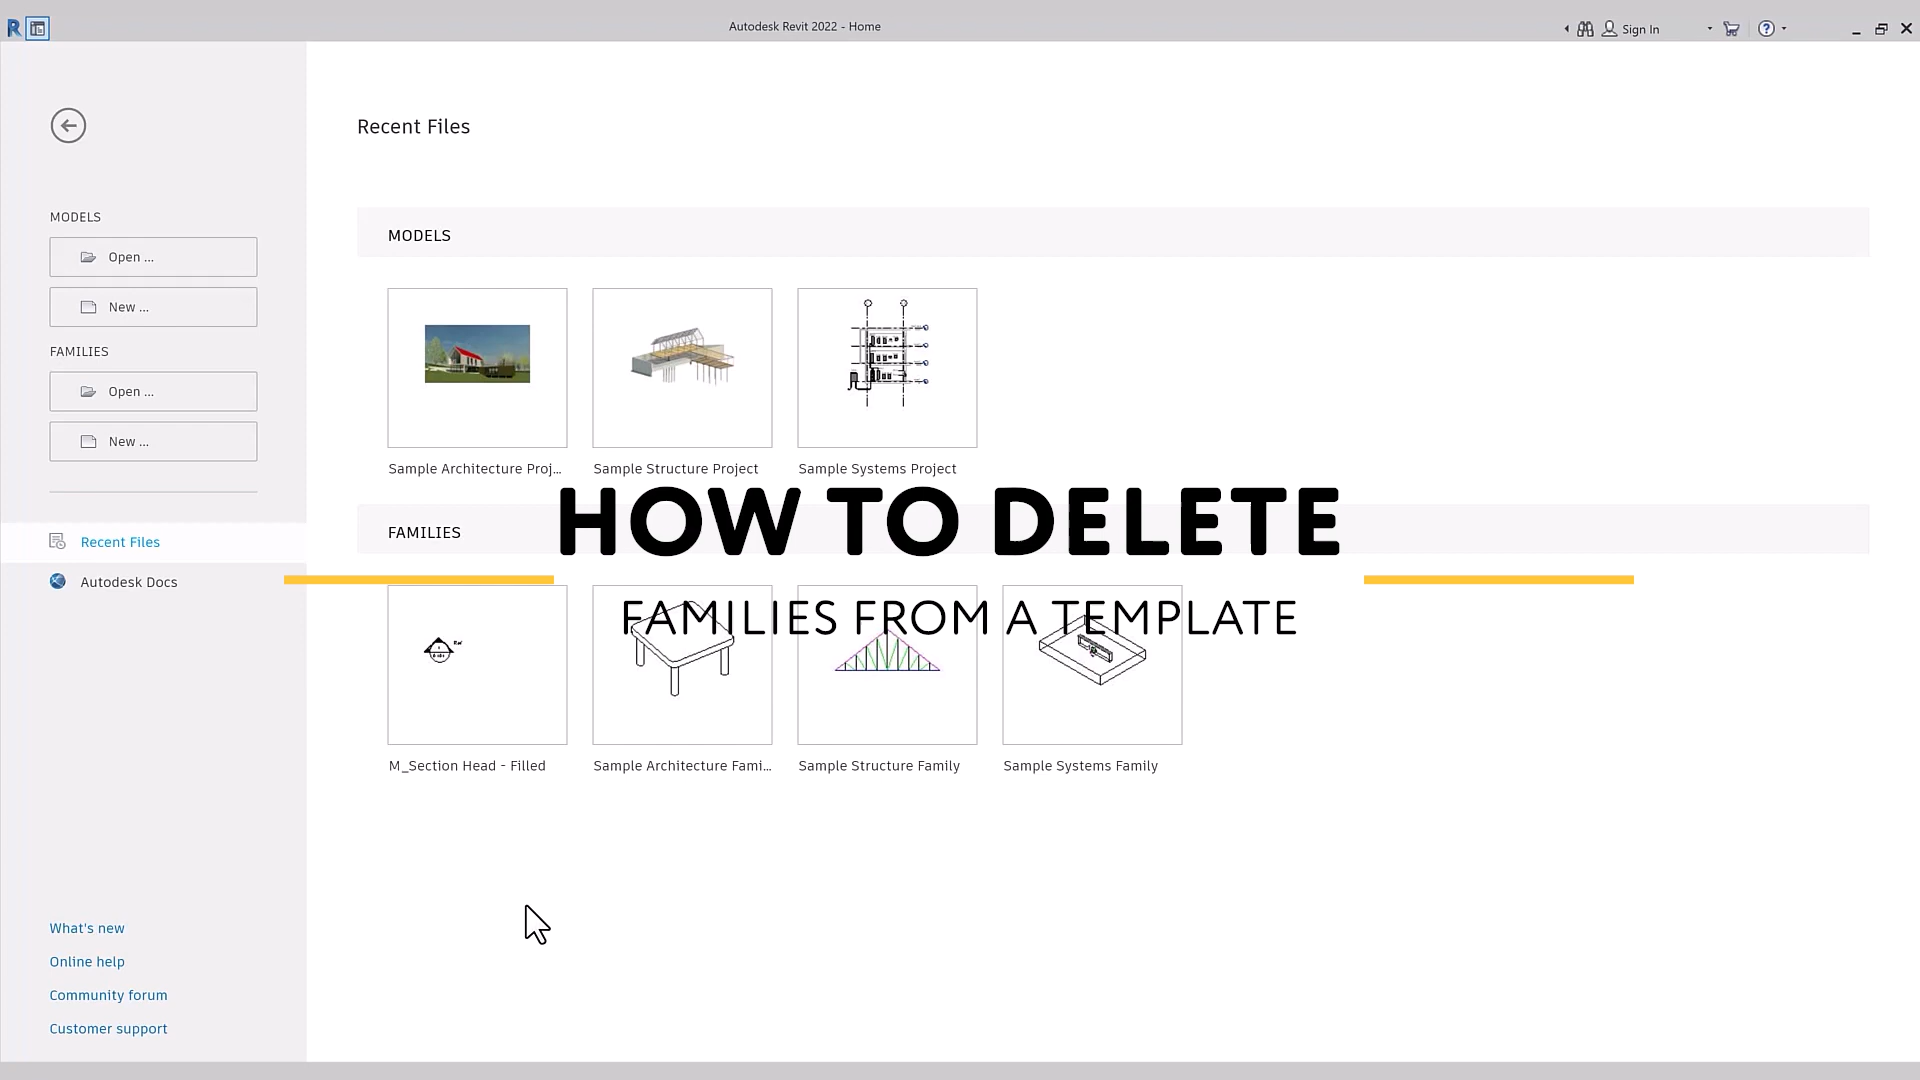 Autodesk Revit 2022 - Home
Sign In
Recent Files
MODELS
Open ...
New ...
FAMILIES
Open ...
New ...
Recent Files
Autodesk Docs
What's new
Online help
Community forum
Customer support
MODELS
Sample Architecture Proj...
Sample Structure Project
Sample Systems Project
FAMILIES
HOW TO DELETE
FAMILIES FROM A TEMPLATE
M_Section Head - Filled
Sample Architecture Fami...
Sample Structure Family
Sample Systems Family